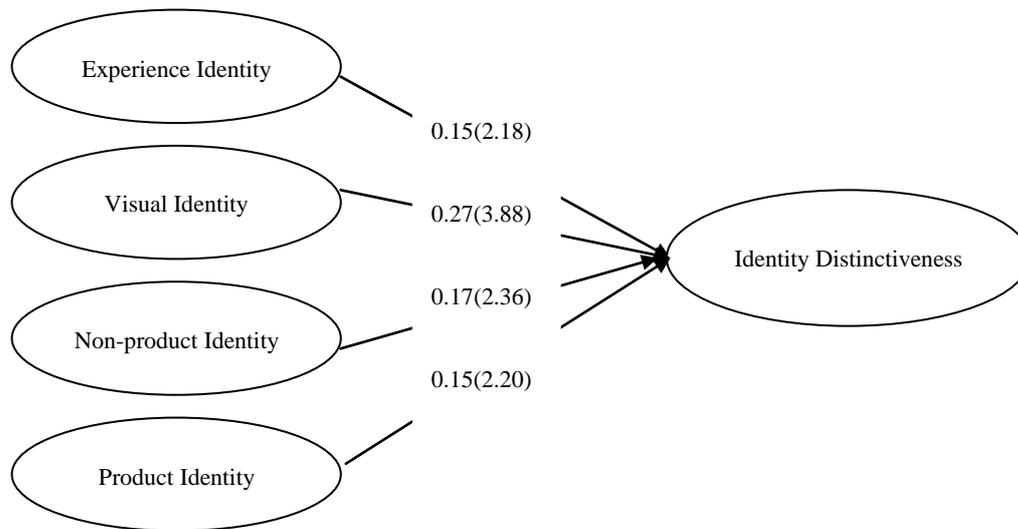 Experience Identity
0.15(2.18)
Visual Identity
0.27(3.88)
Identity Distinctiveness
0.17(2.36)
Non-product Identity
0.15(2.20)
Product Identity